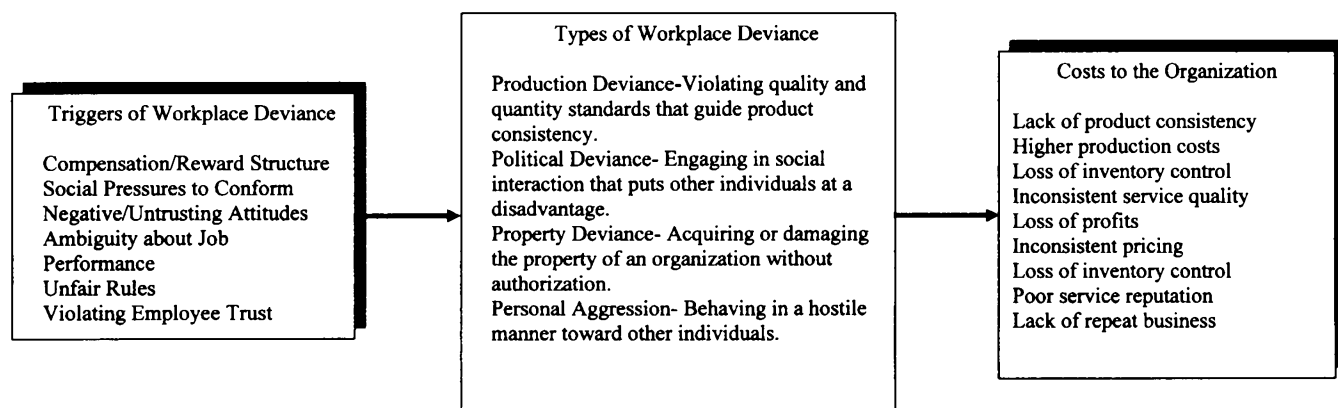 Triggers of Workplace Deviance
Compensation/Reward Structure
Social Pressures to Conform
Negative/Untrusting Attitudes
Ambiguity about Job
Performance
Unfair Rules
Violating Employee Trust
Types of Workplace Deviance
Production Deviance-Violating quality and
quantity standards that guide product
consistency.
Political Deviance- Engaging in social
interaction that puts other individuals at a
disadvantage.
Property Deviance- Acquiring or damaging
the property of an organization without
authorization.
Personal Aggression- Behaving in a hostile
manner toward other individuals.
Costs to the Organization
Lack of product consistency
Higher production costs
Loss of inventory control
Inconsistent service quality
Loss of profits
Inconsistent pricing
Loss of inventory control
Poor service reputation
Lack of repeat business